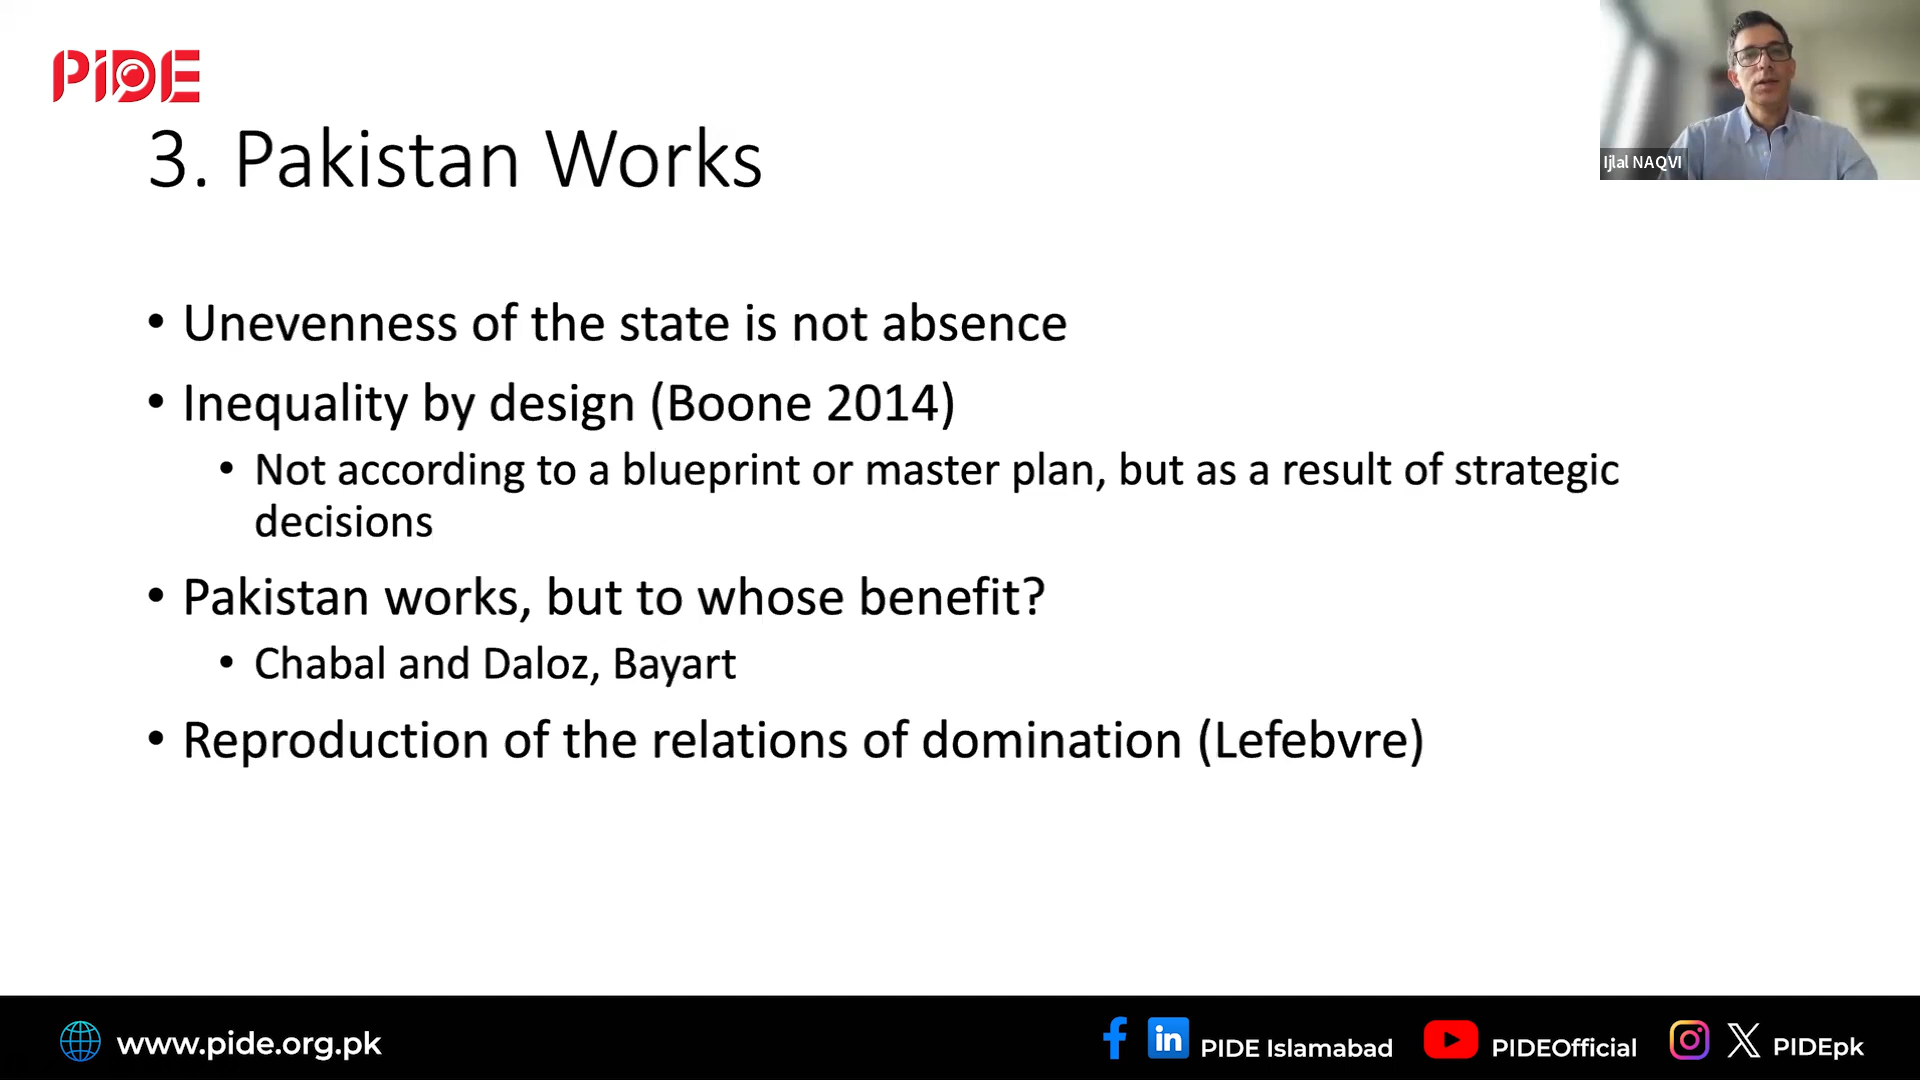 PIDE
Ijlal NAQVI
3. Pakistan Works
• Unevenness of the state is not absence
• Inequality by design (Boone 2014)
• Not according to a blueprint or master plan, but as a result of strategic
decisions
• Pakistan works, but to whose benefit?
• Chabal and Daloz, Bayart
• Reproduction of the relations of domination (Lefebvre)
www.pide.org.pk
PIDE Islamabad
PIDEOfficial
PIDEpk